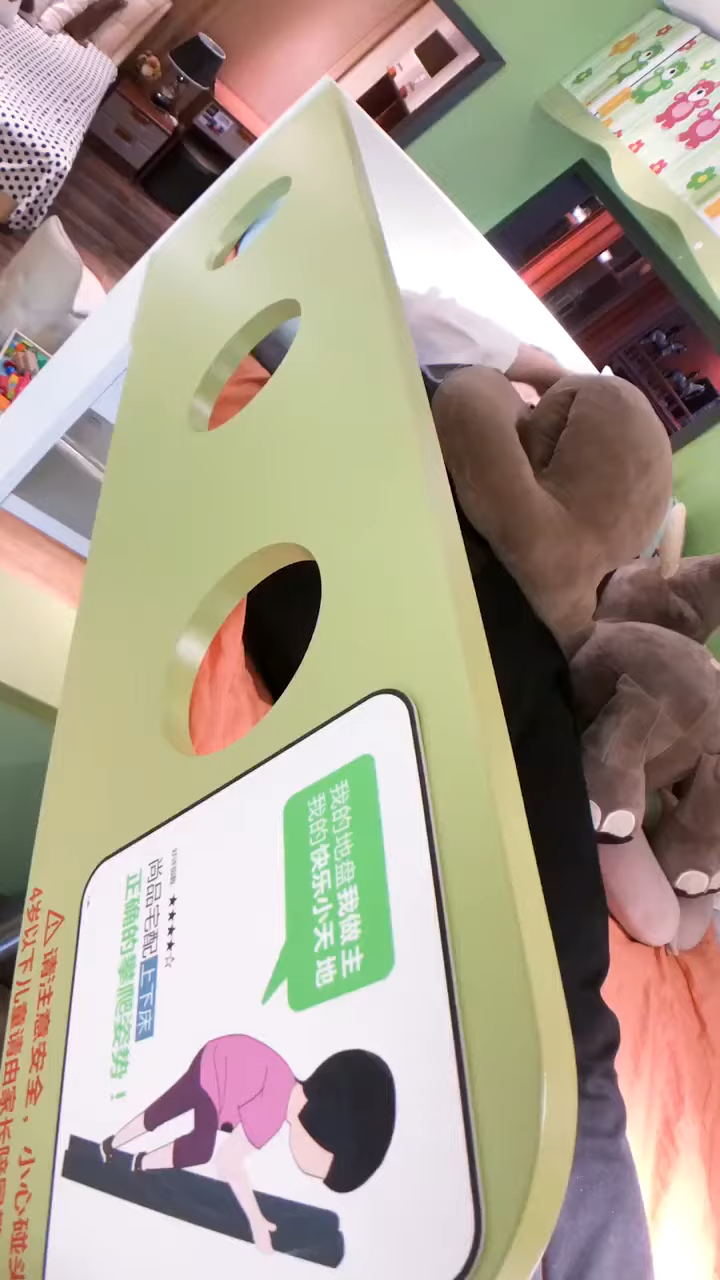 我的地盘我做主
我的快乐小天地
★★★★☆
尚品宅配 上下床
正确的攀爬姿势！
请注意安全，小心碰头
4岁以下儿童请由家长陪同